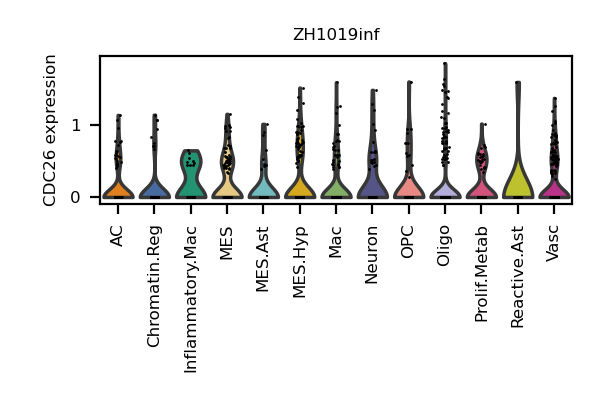 ZH1019inf
CDC26 expression
1
0
AC
Chromatin.Reg
Inflammatory.Mac
MES
MES.Ast
MES.Hyp
Mac
Neuron
OPC
Oligo
Prolif.Metab
Reactive.Ast
Vasc